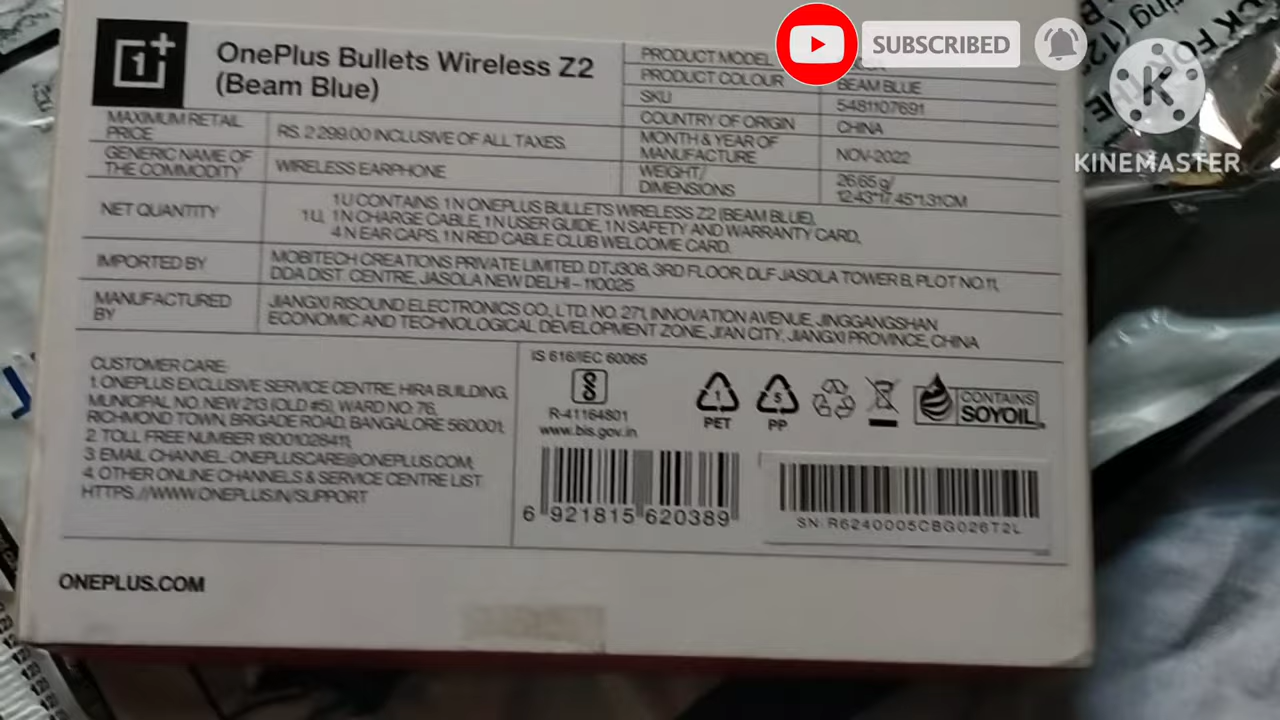 OnePlus Bullets Wireless Z2
(Beam Blue)
PRODUCT MODEL
PRODUCT COLOUR BEAM BLUE
SKU 5481107691
COUNTRY OF ORIGIN CHINA
MONTH & YEAR OF
MANUFACTURE NOV-2022
WEIGHT/
DIMENSIONS 26.65 g/
12.43*17.45*1.31CM
MAXIMUM RETAIL
PRICE RS. 2 299.00 INCLUSIVE OF ALL TAXES.
GENERIC NAME OF
THE COMMODITY WIRELESS EARPHONE
NET QUANTITY
1U CONTAINS, 1 N ONEPLUS BULLETS WIRELESS Z2 (BEAM BLUE),
1U, 1 N CHARGE CABLE, 1 N USER GUIDE, 1 N SAFETY AND WARRANTY CARD,
4 N EAR CAPS, 1 N RED CABLE CLUB WELCOME CARD.
IMPORTED BY
MOBITECH CREATIONS PRIVATE LIMITED. DTJ308, 3RD FLOOR, DLF JASOLA TOWER B, PLOT NO.11,
DDA DIST. CENTRE, JASOLA NEW DELHI - 110025
MANUFACTURED
BY
JIANGXI RISOUND ELECTRONICS CO., LTD. NO. 271, INNOVATION AVENUE, JINGGANGSHAN
ECONOMIC AND TECHNOLOGICAL DEVELOPMENT ZONE, JI'AN CITY, JIANGXI PROVINCE, CHINA
CUSTOMER CARE:
1. ONEPLUS EXCLUSIVE SERVICE CENTRE, HIRA BUILDING,
MUNICIPAL NO. NEW 213 (OLD #5), WARD NO. 76,
RICHMOND TOWN, BRIGADE ROAD, BANGALORE 560001,
2. TOLL FREE NUMBER 18001028411,
3. EMAIL CHANNEL-ONEPLUSCARE@ONEPLUS.COM,
4. OTHER ONLINE CHANNELS & SERVICE CENTRE LIST
HTTPS://WWW.ONEPLUS.IN/SUPPORT
IS 616/IEC 60065
R-41164801
www.bis.gov.in
1
PET
5
PP
CONTAINS
SOYOIL
6 921815 620389
SN: R6240005CBG026T2L
ONEPLUS.COM
SUBSCRIBED
K
KINEMASTER